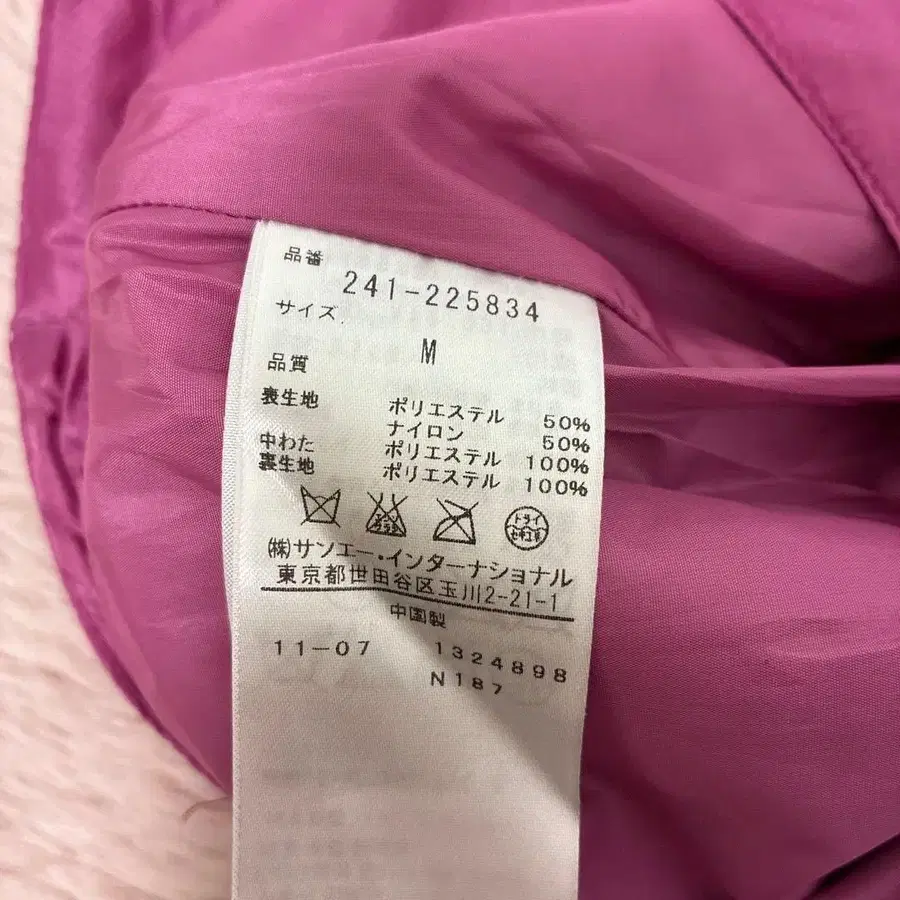 品番
241-225834
サイズ
M
品質
表生地 ポリエステル 50%
ナイロン 50%
中わた ポリエステル 100%
裏生地 ポリエステル 100%
ドライ
(株)サンエー・インターナショナル
東京都世田谷区玉川2-21-1
中国製
11-07 1324898
N187